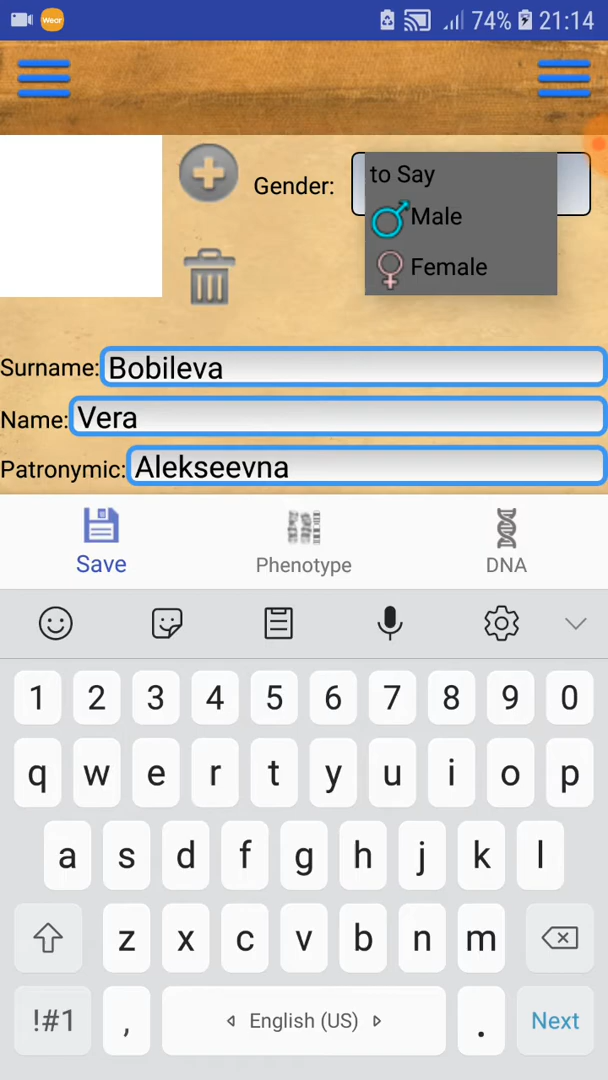 Wear 74% 21:14
Gender:
to Say
Male
Female
Surname: Bobileva
Name: Vera
Patronymic: Alekseevna
Save Phenotype DNA
1 2 3 4 5 6 7 8 9 0
q w e r t y u i o p
a s d f g h j k l
z x c v b n m
!#1 , English (US) . Next